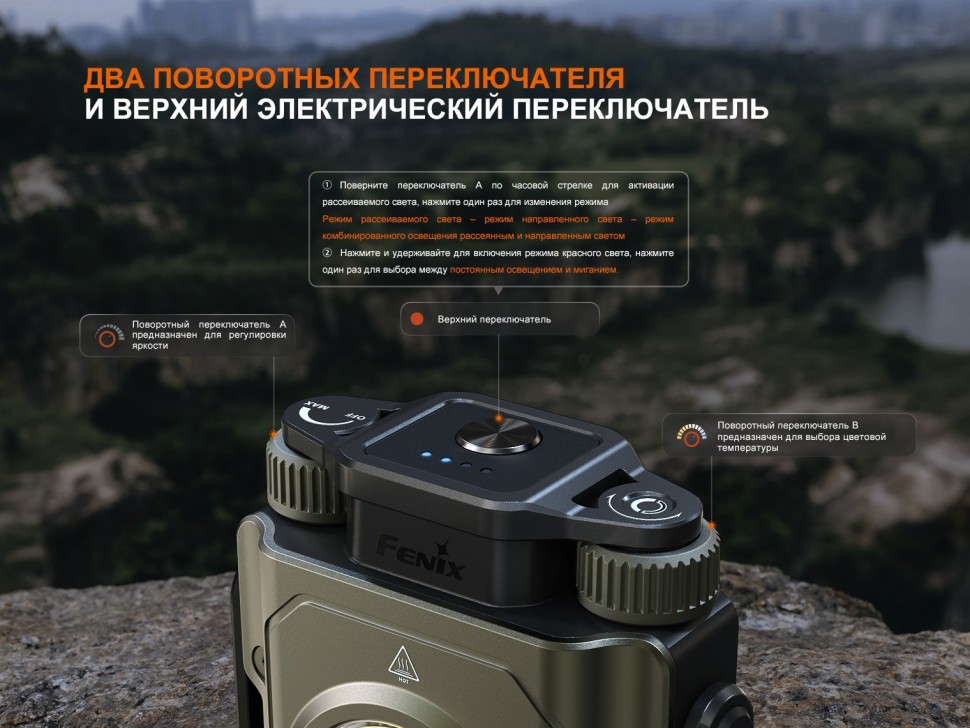 ДВА ПОВОРОТНЫХ ПЕРЕКЛЮЧАТЕЛЯ
И ВЕРХНИЙ ЭЛЕКТРИЧЕСКИЙ ПЕРЕКЛЮЧАТЕЛЬ
① Поверните переключатель А по часовой стрелке для активации
рассеиваемого света, нажмите один раз для изменения режима
Режим рассеиваемого света – режим направленного света – режим
комбинированного освещения рассеянным и направленным светом
② Нажмите и удерживайте для включения режима красного света, нажмите
один раз для выбора между постоянным освещением и миганием.
Верхний переключатель
Поворотный переключатель А
предназначен для регулировки
яркости
Поворотный переключатель В
предназначен для выбора цветовой
температуры
MAX
OFF
FENIX
HOT